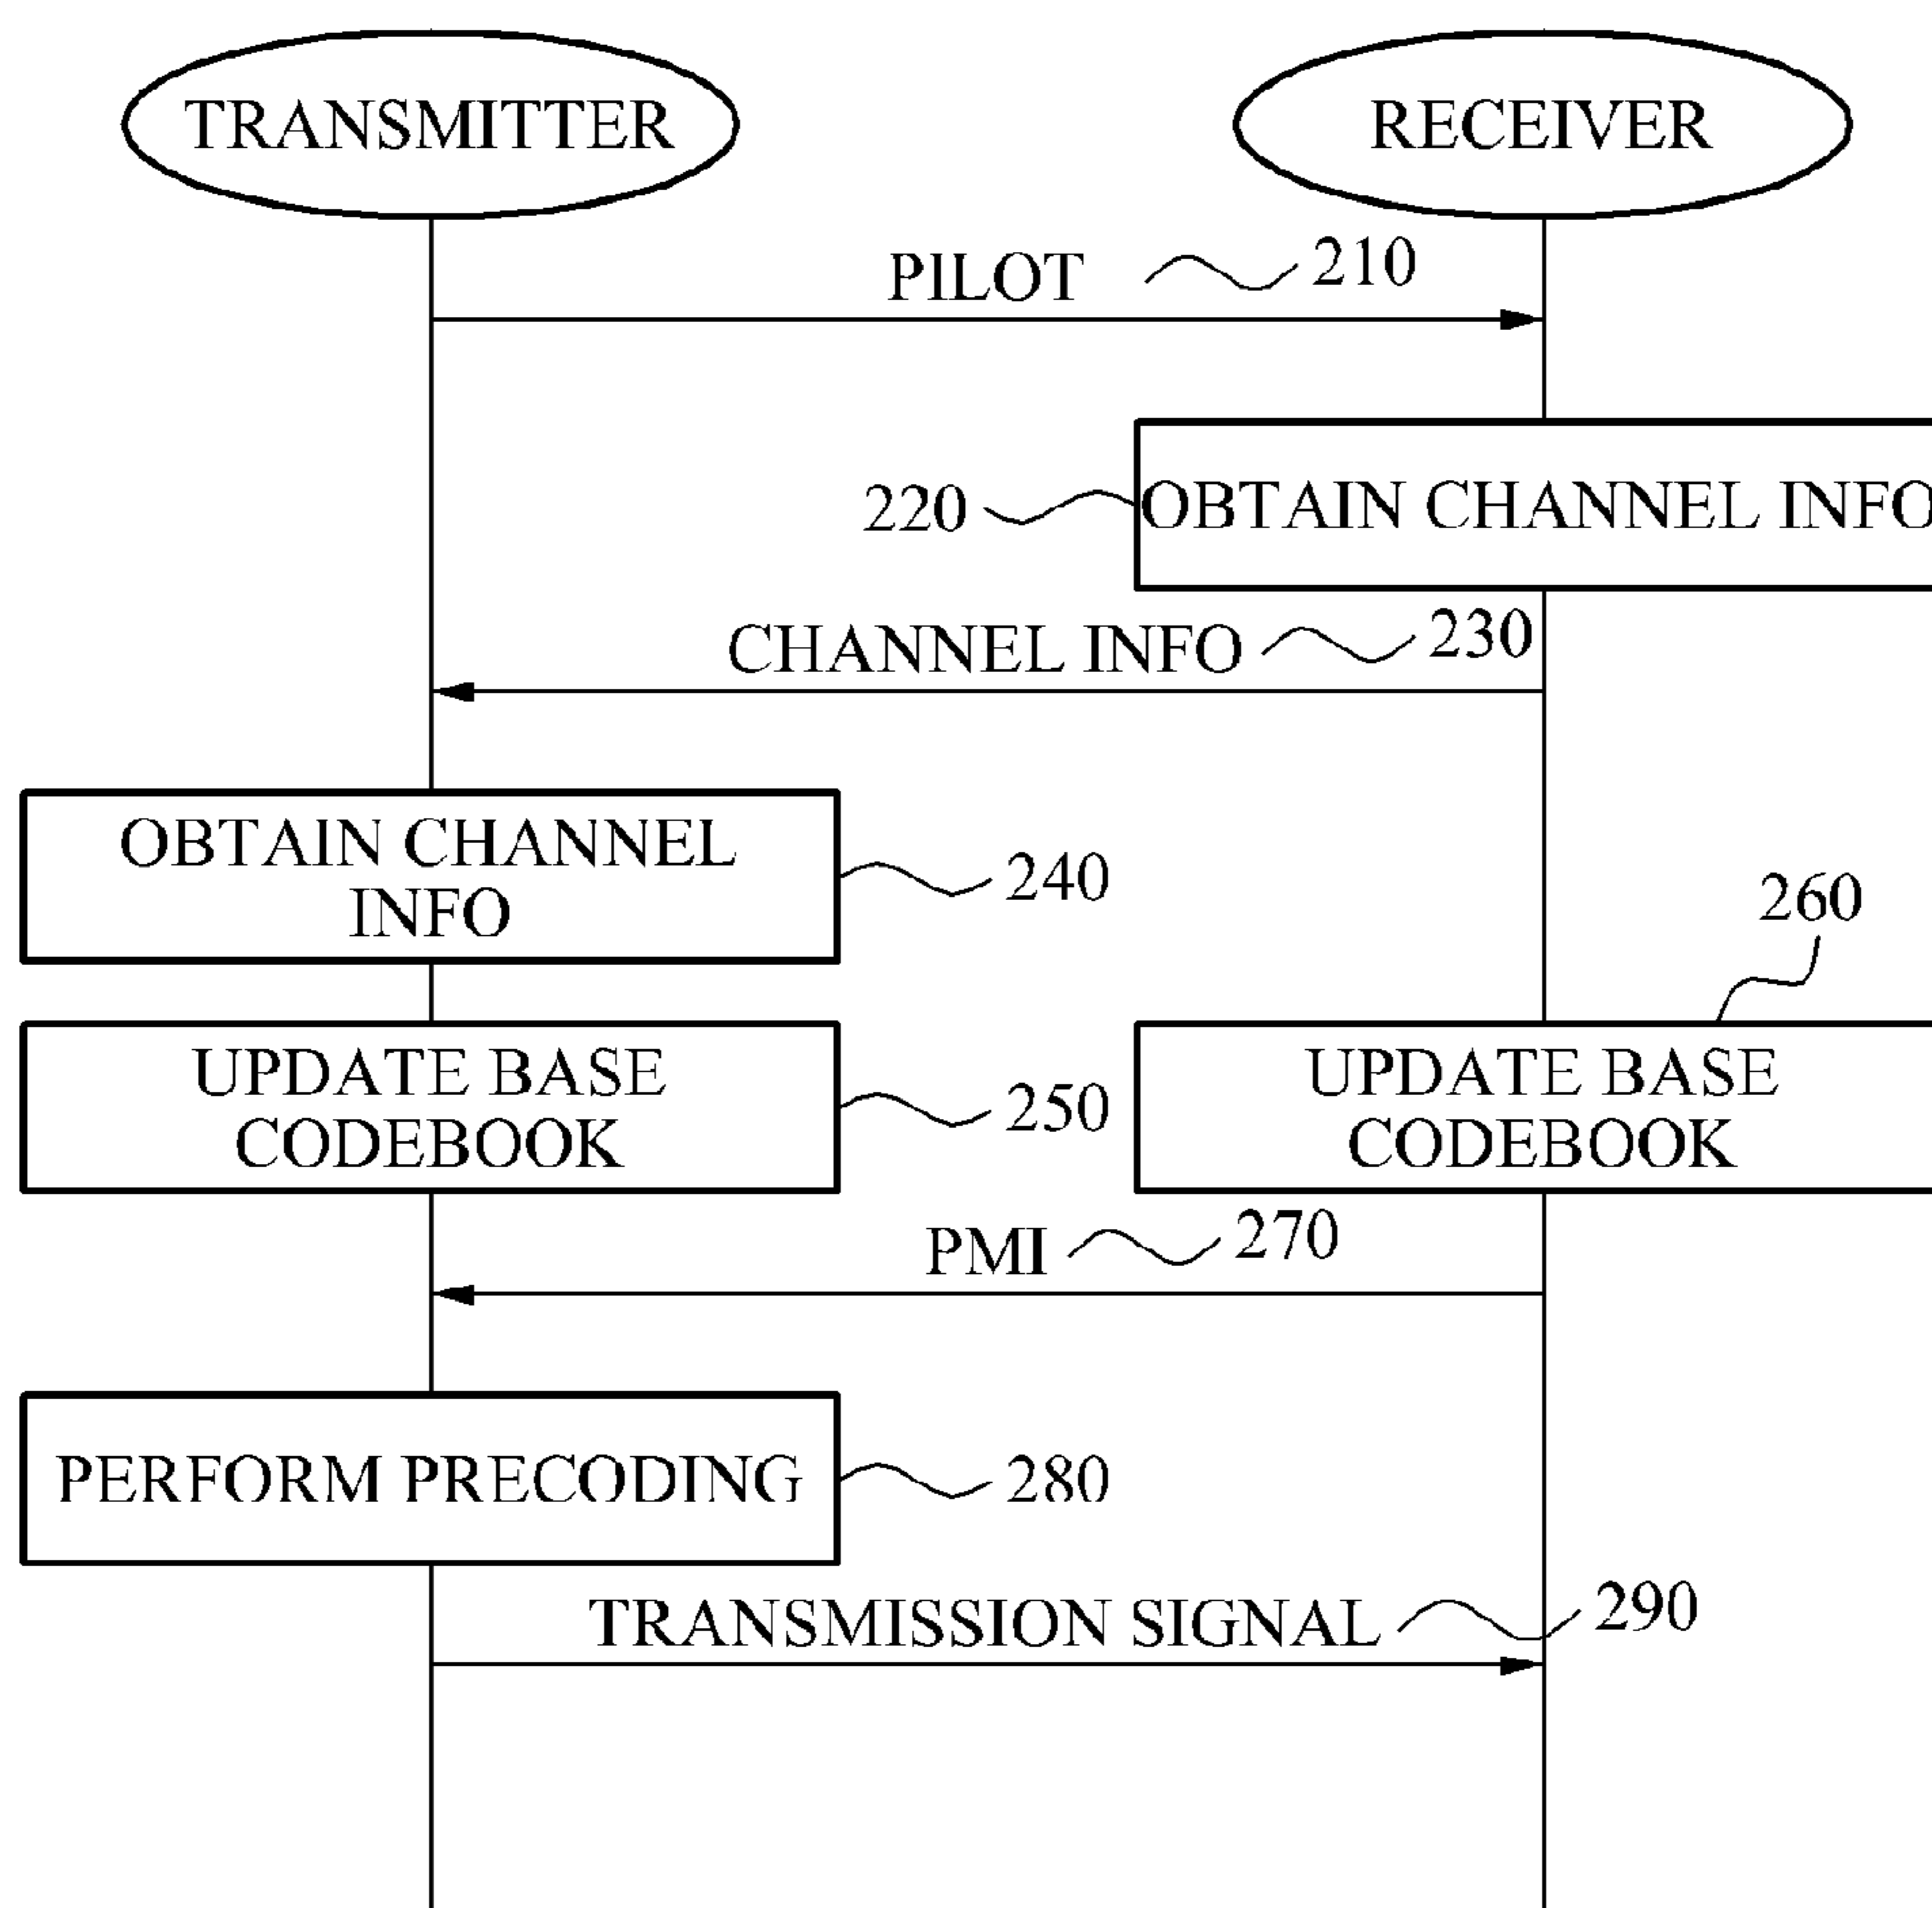 TRANSMITTER
RECEIVER
PILOT 210
220 OBTAIN CHANNEL INFO
CHANNEL INFO 230
OBTAIN CHANNEL
INFO
240
260
UPDATE BASE
CODEBOOK
250
UPDATE BASE
CODEBOOK
PMI 270
PERFORM PRECODING 280
TRANSMISSION SIGNAL 290